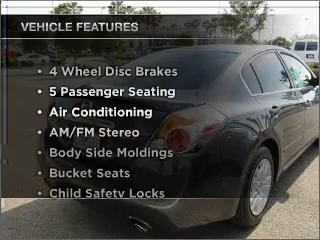 VEHICLE FEATURES
• 4 Wheel Disc Brakes
• 5 Passenger Seating
• Air Conditioning
• AM/FM Stereo
• Body Side Moldings
• Bucket Seats
• Child Safety Locks